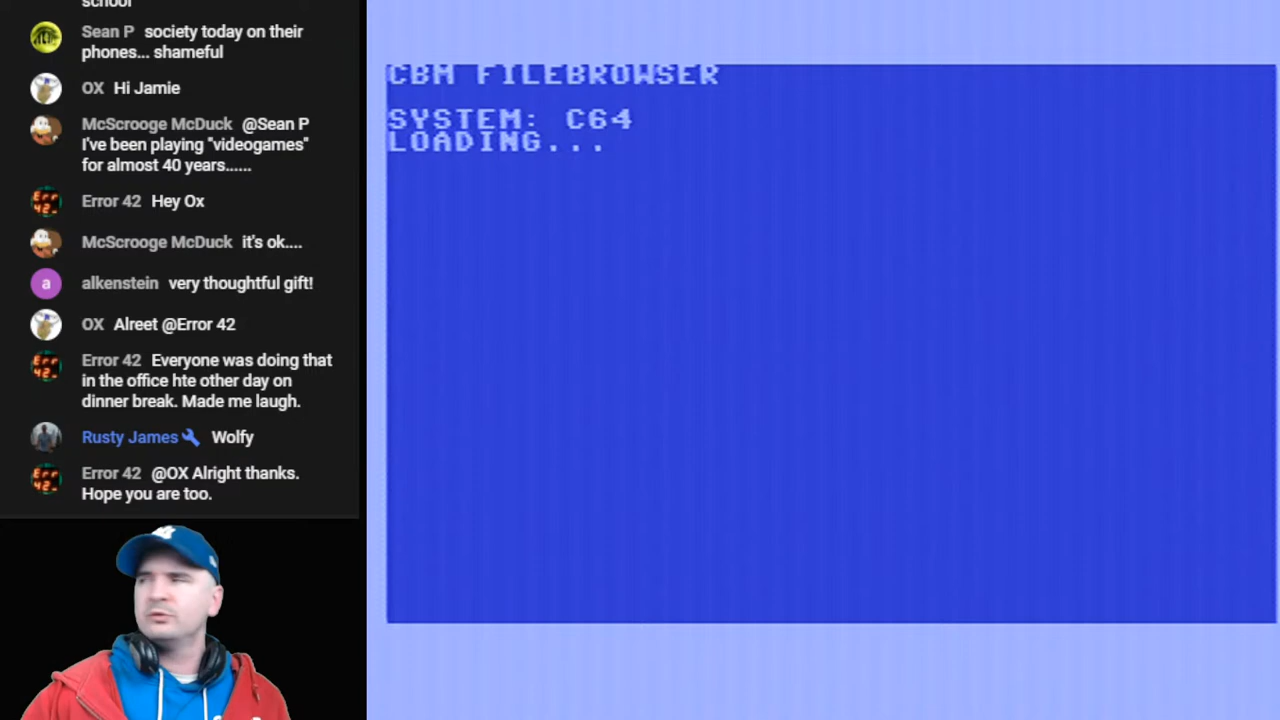 school
Sean P society today on their
phones... shameful
OX Hi Jamie
McScrooge McDuck @Sean P
I've been playing "videogames"
for almost 40 years......
Error 42 Hey Ox
McScrooge McDuck it's ok....
a alkenstein very thoughtful gift!
OX Alreet @Error 42
Error 42 Everyone was doing that
in the office hte other day on
dinner break. Made me laugh.
Rusty James Wolfy
Error 42 @OX Alright thanks.
Hope you are too.
CBM FILEBROWSER
SYSTEM: C64
LOADING...